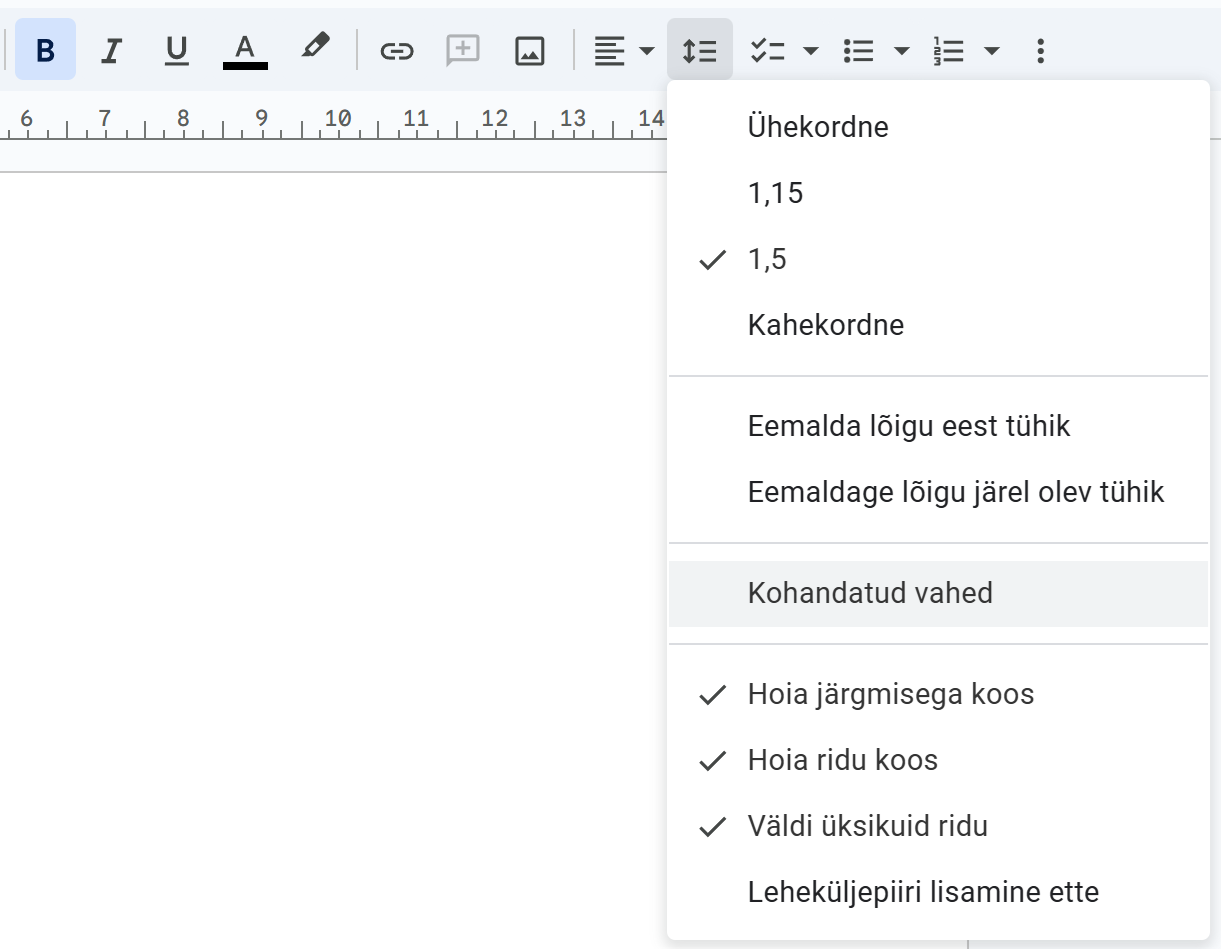 B I U A
6 7 8 9 10 11 12 13 14
Ühekordne
1,15
1,5
Kahekordne
Eemalda lõigu eest tühik
Eemaldage lõigu järel olev tühik
Kohandatud vahed
Hoia järgmisega koos
Hoia ridu koos
Väldi üksikuid ridu
Leheküljepiiri lisamine ette